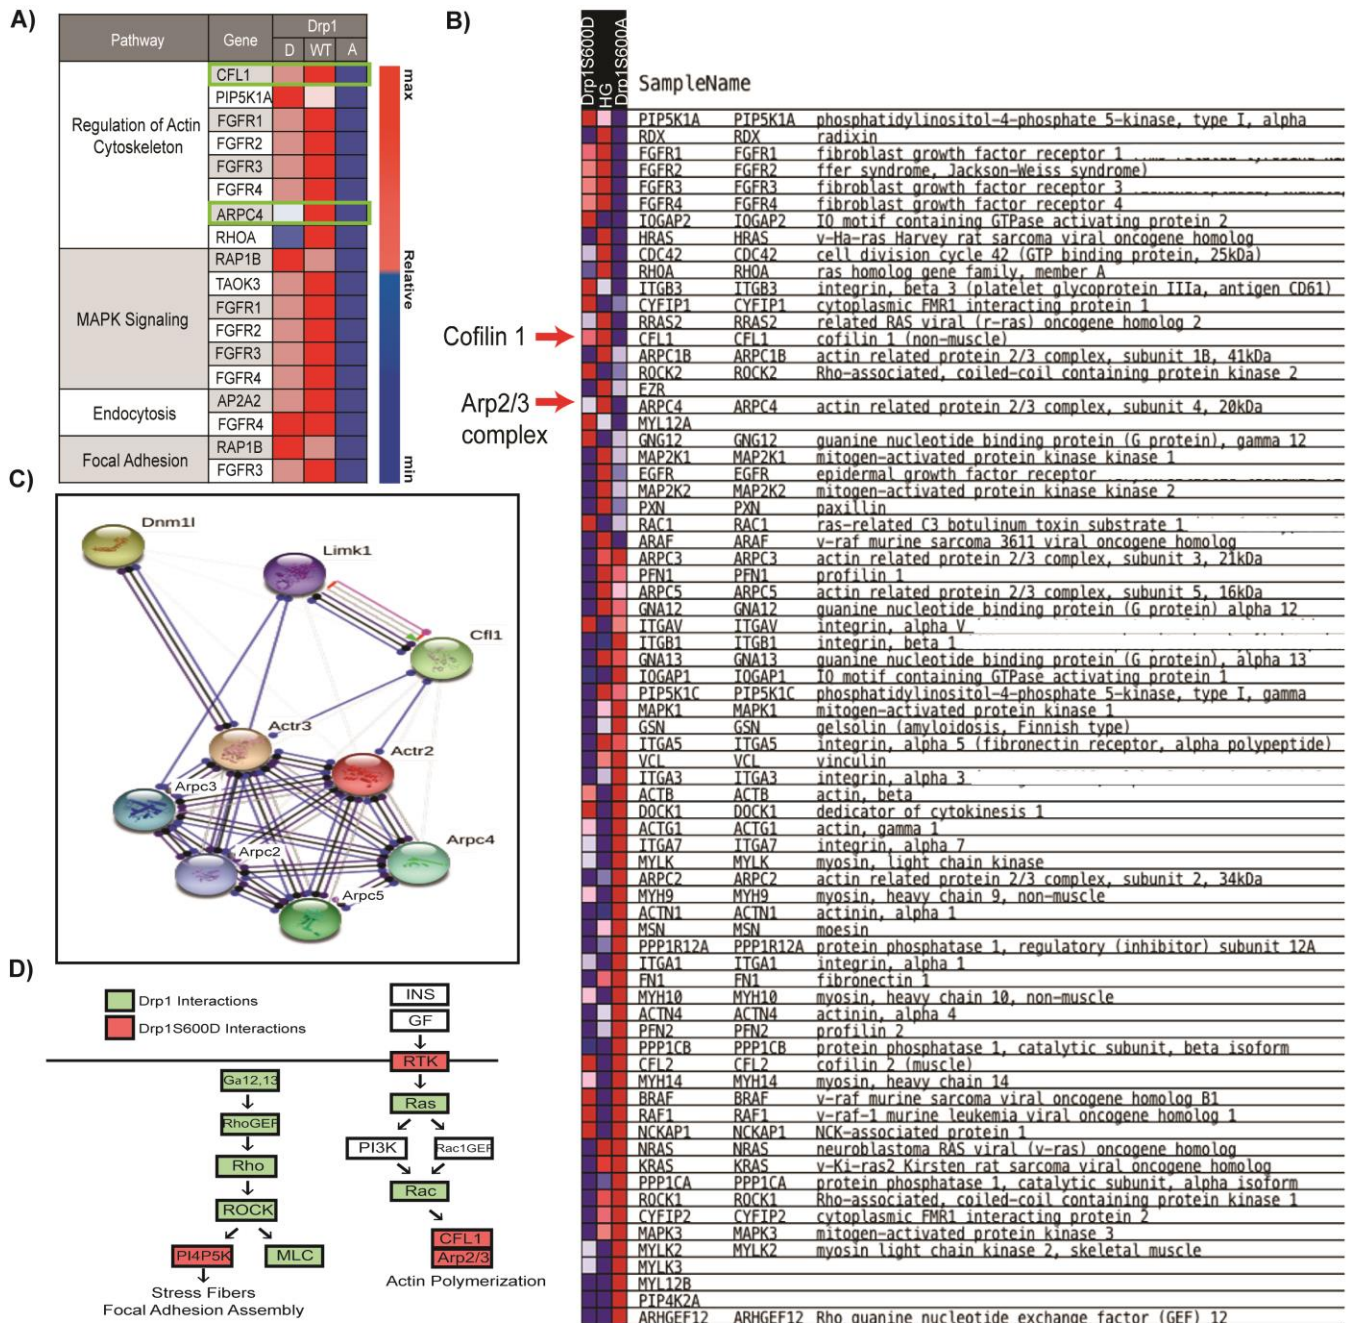 A)
Pathway Gene Drp1
D WT A
Regulation of Actin Cytoskeleton
CFL1
PIP5K1A
FGFR1
FGFR2
FGFR3
FGFR4
ARPC4
RHOA
MAPK Signaling
RAP1B
TAOK3
FGFR1
FGFR2
FGFR3
FGFR4
Endocytosis
AP2A2
FGFR4
Focal Adhesion
RAP1B
FGFR3
max
Relative
min
B)
Drp1S600D
HG
Drp1S600A
SampleName
PIP5K1A PIP5K1A phosphatidylinositol-4-phosphate 5-kinase, type I, alpha
RDX RDX radixin
FGFR1 FGFR1 fibroblast growth factor receptor 1
FGFR2 FGFR2 ffer syndrome, Jackson-Weiss syndrome)
FGFR3 FGFR3 fibroblast growth factor receptor 3
FGFR4 FGFR4 fibroblast growth factor receptor 4
IQGAP2 IQGAP2 IQ motif containing GTPase activating protein 2
HRAS HRAS v-Ha-ras Harvey rat sarcoma viral oncogene homolog
CDC42 CDC42 cell division cycle 42 (GTP binding protein, 25kDa)
RHOA RHOA ras homolog gene family, member A
ITGB3 ITGB3 integrin, beta 3 (platelet glycoprotein IIIa, antigen CD61)
CYFIP1 CYFIP1 cytoplasmic FMR1 interacting protein 1
RRAS2 RRAS2 related RAS viral (r-ras) oncogene homolog 2
CFL1 CFL1 cofilin 1 (non-muscle)
ARPC1B ARPC1B actin related protein 2/3 complex, subunit 1B, 41kDa
ROCK2 ROCK2 Rho-associated, coiled-coil containing protein kinase 2
EZR
ARPC4 ARPC4 actin related protein 2/3 complex, subunit 4, 20kDa
MYL12A
GNG12 GNG12 guanine nucleotide binding protein (G protein), gamma 12
MAP2K1 MAP2K1 mitogen-activated protein kinase kinase 1
EGFR EGFR epidermal growth factor receptor
MAP2K2 MAP2K2 mitogen-activated protein kinase kinase 2
PXN PXN paxillin
RAC1 RAC1 ras-related C3 botulinum toxin substrate 1
ARAF ARAF v-raf murine sarcoma 3611 viral oncogene homolog
ARPC3 ARPC3 actin related protein 2/3 complex, subunit 3, 21kDa
PFN1 PFN1 profilin 1
ARPC5 ARPC5 actin related protein 2/3 complex, subunit 5, 16kDa
GNA12 GNA12 guanine nucleotide binding protein (G protein) alpha 12
ITGAV ITGAV integrin, alpha V
ITGB1 ITGB1 integrin, beta 1
GNA13 GNA13 guanine nucleotide binding protein (G protein), alpha 13
IQGAP1 IQGAP1 IQ motif containing GTPase activating protein 1
PIP5K1C PIP5K1C phosphatidylinositol-4-phosphate 5-kinase, type I, gamma
MAPK1 MAPK1 mitogen-activated protein kinase 1
GSN GSN gelsolin (amyloidosis, Finnish type)
ITGA5 ITGA5 integrin, alpha 5 (fibronectin receptor, alpha polypeptide)
VCL VCL vinculin
ITGA3 ITGA3 integrin, alpha 3
ACTB ACTB actin, beta
DOCK1 DOCK1 dedicator of cytokinesis 1
ACTG1 ACTG1 actin, gamma 1
ITGA7 ITGA7 integrin, alpha 7
MYLK MYLK myosin, light chain kinase
ARPC2 ARPC2 actin related protein 2/3 complex, subunit 2, 34kDa
MYH9 MYH9 myosin, heavy chain 9, non-muscle
ACTN1 ACTN1 actinin, alpha 1
MSN MSN moesin
PPP1R12A PPP1R12A protein phosphatase 1, regulatory (inhibitor) subunit 12A
ITGA1 ITGA1 integrin, alpha 1
FN1 FN1 fibronectin 1
MYH10 MYH10 myosin, heavy chain 10, non-muscle
ACTN4 ACTN4 actinin, alpha 4
PFN2 PFN2 profilin 2
PPP1CB PPP1CB protein phosphatase 1, catalytic subunit, beta isoform
CFL2 CFL2 cofilin 2 (muscle)
MYH14 MYH14 myosin, heavy chain 14
BRAF BRAF v-raf murine sarcoma viral oncogene homolog B1
RAF1 RAF1 v-raf-1 murine leukemia viral oncogene homolog 1
NCKAP1 NCKAP1 NCK-associated protein 1
NRAS NRAS neuroblastoma RAS viral (v-ras) oncogene homolog
KRAS KRAS v-Ki-ras2 Kirsten rat sarcoma viral oncogene homolog
PPP1CA PPP1CA protein phosphatase 1, catalytic subunit, alpha isoform
ROCK1 ROCK1 Rho-associated, coiled-coil containing protein kinase 1
CYFIP2 CYFIP2 cytoplasmic FMR1 interacting protein 2
MAPK3 MAPK3 mitogen-activated protein kinase 3
MYLK2 MYLK2 myosin light chain kinase 2, skeletal muscle
MYLK3
MYL12B
PIP4K2A
ARHGEF12 ARHGEF12 Rho guanine nucleotide exchange factor (GEF) 12
Cofilin 1
Arp2/3
complex
C)
Dnm1l
Limk1
Cfl1
Actr3
Actr2
Arpc3
Arpc4
Arpc2
Arpc5
D)
Drp1 Interactions
Drp1S600D Interactions
INS
GF
RTK
Ga12,13
Ras
RhoGEF
PI3K
Rac1GEF
Rho
Rac
ROCK
CFL1
Arp2/3
PI4P5K
MLC
Actin Polymerization
Stress Fibers
Focal Adhesion Assembly